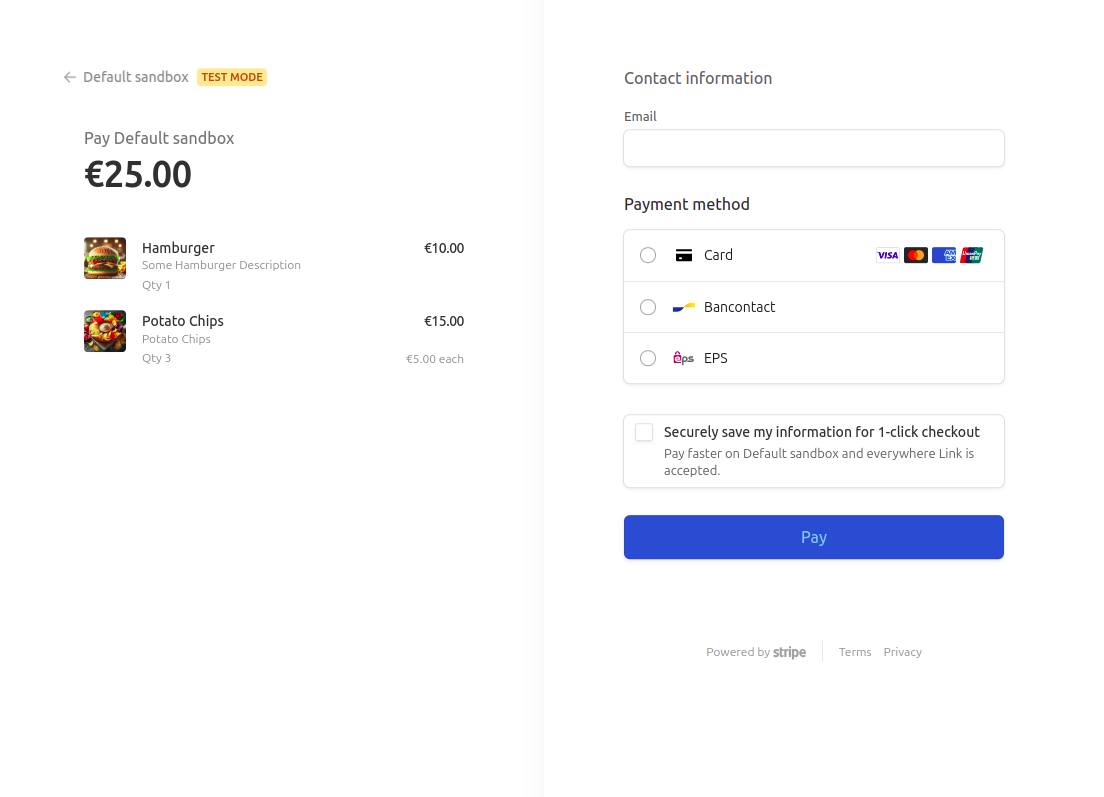 Default sandbox TEST MODE
Pay Default sandbox
€25.00
Hamburger €10.00
Some Hamburger Description
Qty 1
Potato Chips €15.00
Potato Chips
Qty 3 €5.00 each
Contact information
Email
Payment method
Card VISA
Bancontact
eps EPS
Securely save my information for 1-click checkout
Pay faster on Default sandbox and everywhere Link is
accepted.
Pay
Powered by stripe Terms Privacy